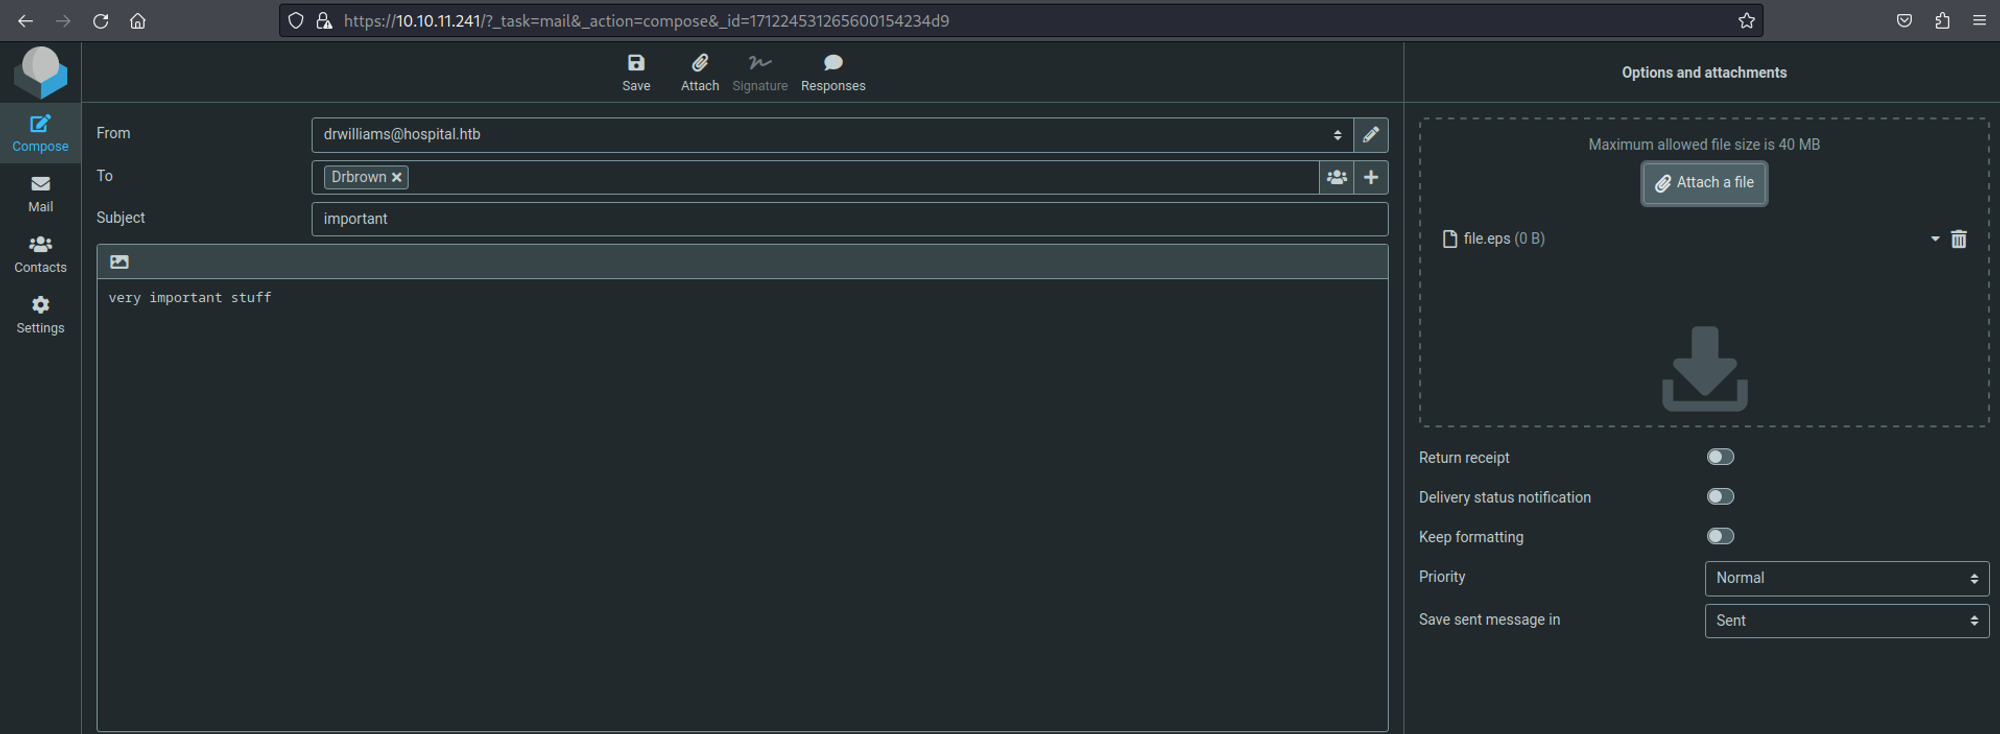 https://10.10.11.241/?_task=mail&_action=compose&_id=171224531265600154234d9
Save
Attach
Signature
Responses
Options and attachments
Compose
Mail
Contacts
Settings
From
drwilliams@hospital.htb
To
Drbrown
Subject
important
very important stuff
Maximum allowed file size is 40 MB
Attach a file
file.eps (0 B)
Return receipt
Delivery status notification
Keep formatting
Priority
Normal
Save sent message in
Sent